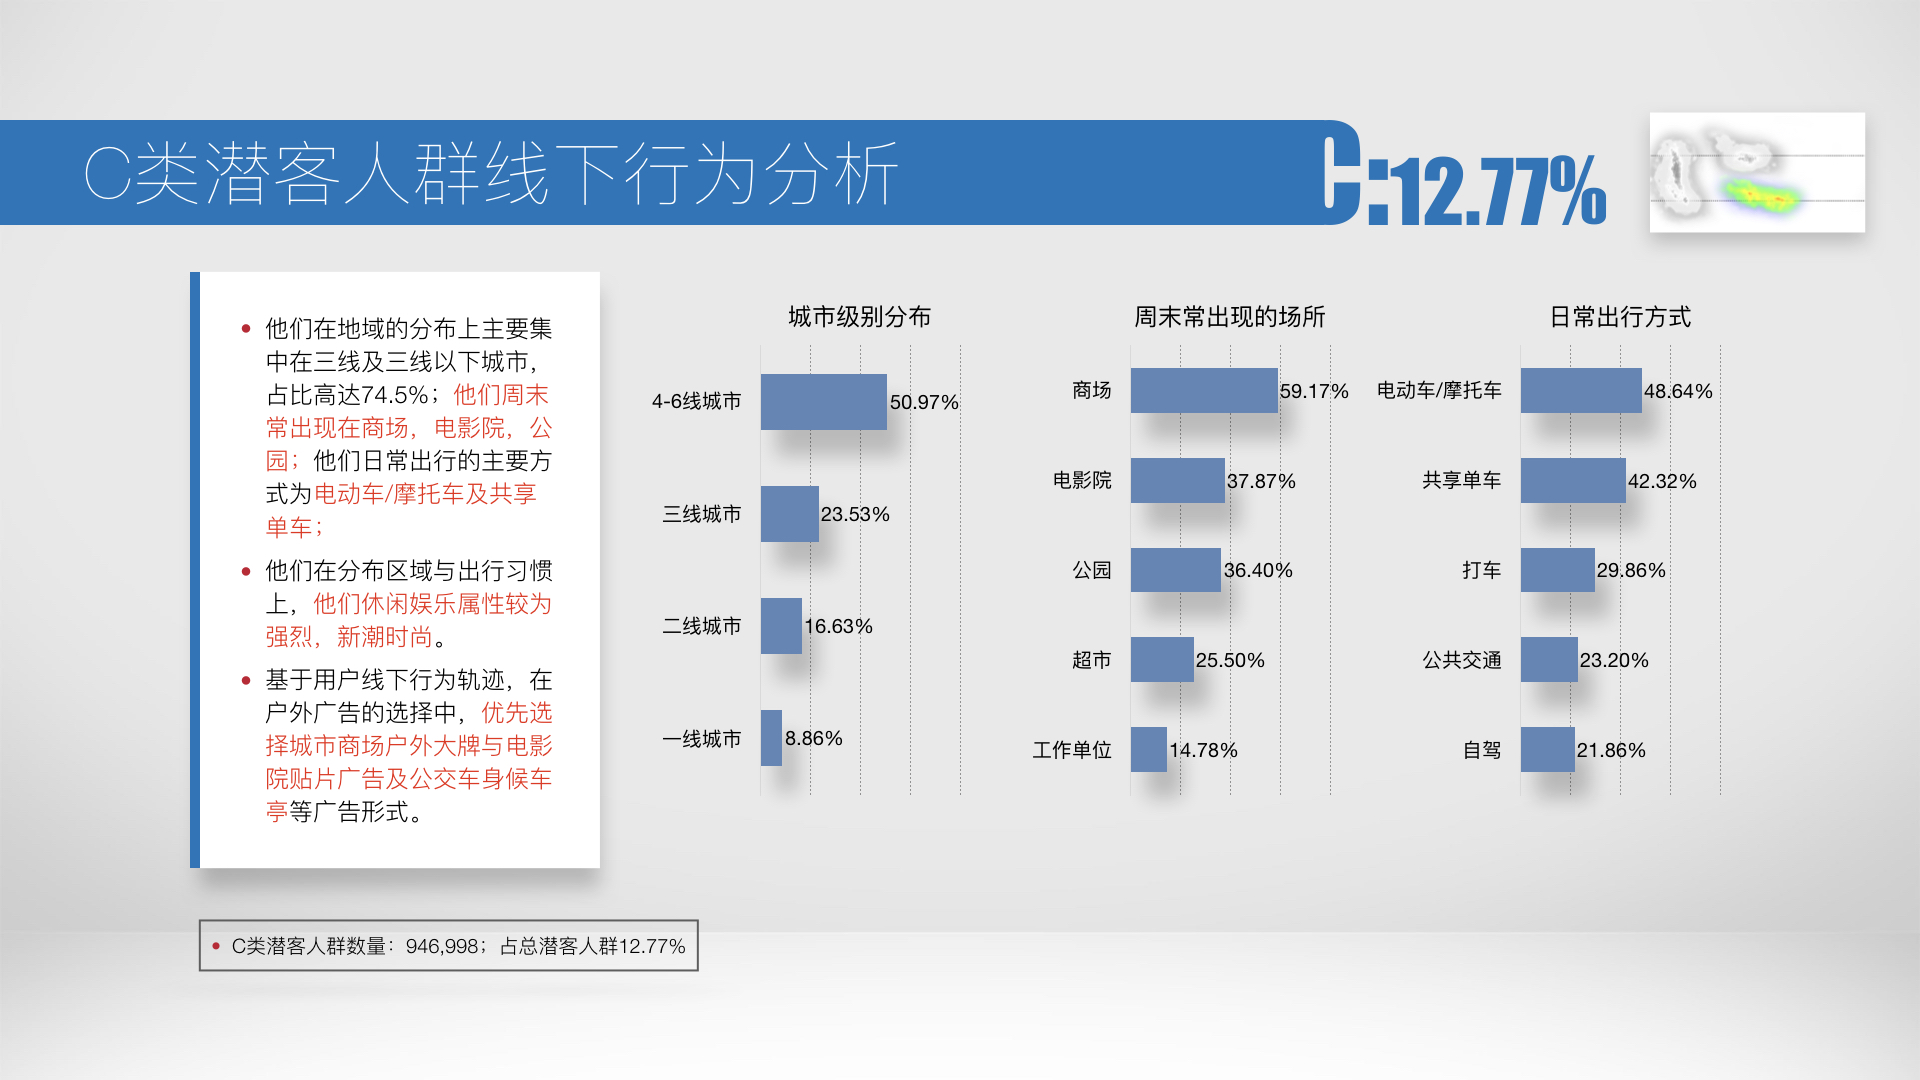 C类潜客人群线下行为分析
C:12.77%
他们在地域的分布上主要集
中在三线及三线以下城市，
占比高达74.5%；他们周末
常出现在商场，电影院，公
园；他们日常出行的主要方
式为电动车/摩托车及共享
单车；
他们在分布区域与出行习惯
上，他们休闲娱乐属性较为
强烈，新潮时尚。
基于用户线下行为轨迹，在
户外广告的选择中，优先选
择城市商场户外大牌与电影
院贴片广告及公交车身候车
亭等广告形式。
城市级别分布
4-6线城市 50.97%
三线城市 23.53%
二线城市 16.63%
一线城市 8.86%
周末常出现的场所
商场 59.17%
电影院 37.87%
公园 36.40%
超市 25.50%
工作单位 14.78%
日常出行方式
电动车/摩托车 48.64%
共享单车 42.32%
打车 29.86%
公共交通 23.20%
自驾 21.86%
C类潜客人群数量：946,998；占总潜客人群12.77%